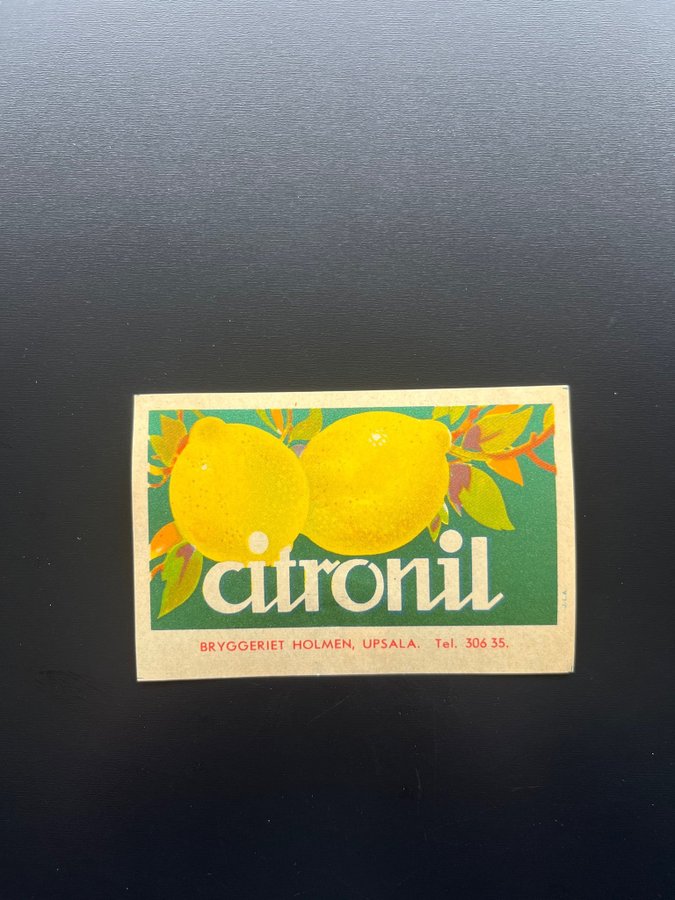 citronil
BRYGGERIET HOLMEN, UPSALA. Tel. 306 35.